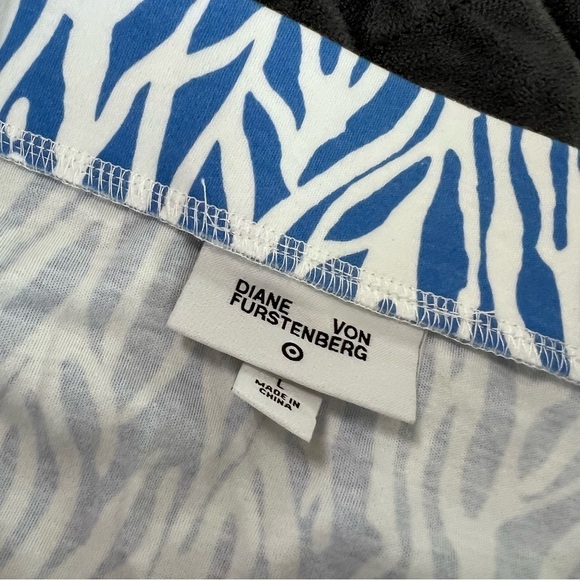 DIANE VON
FURSTENBERG
L
MADE IN
CHINA